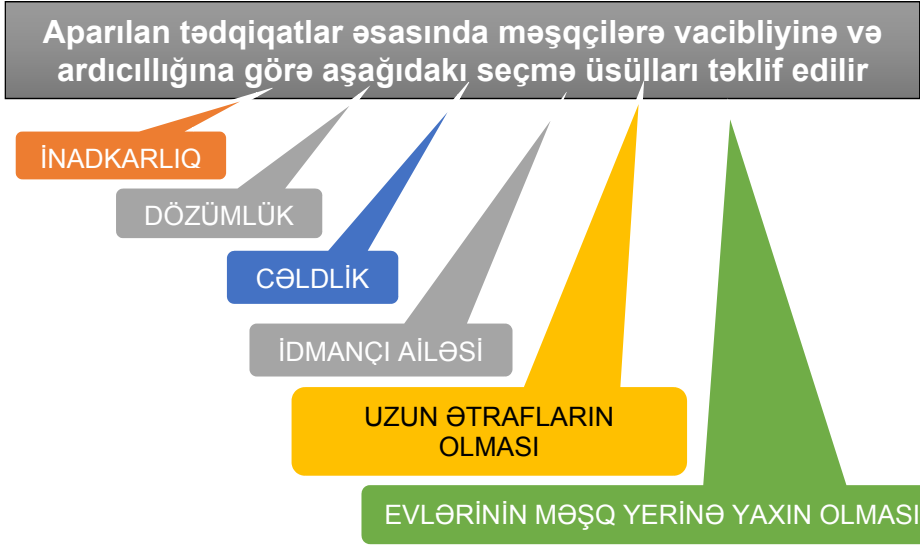 Aparılan tədqiqatlar əsasında məşqçilərə vacibliyinə və
ardıcıllığına görə aşağıdakı seçmə üsülları təklif edilir
İNADKARLIQ
DÖZÜMLÜK
CƏLDLİK
İDMANÇI AİLƏSİ
UZUN ƏTRAFLARIN
OLMASI
EVLƏRİNİN MƏŞQ YERİNƏ YAXIN OLMASI